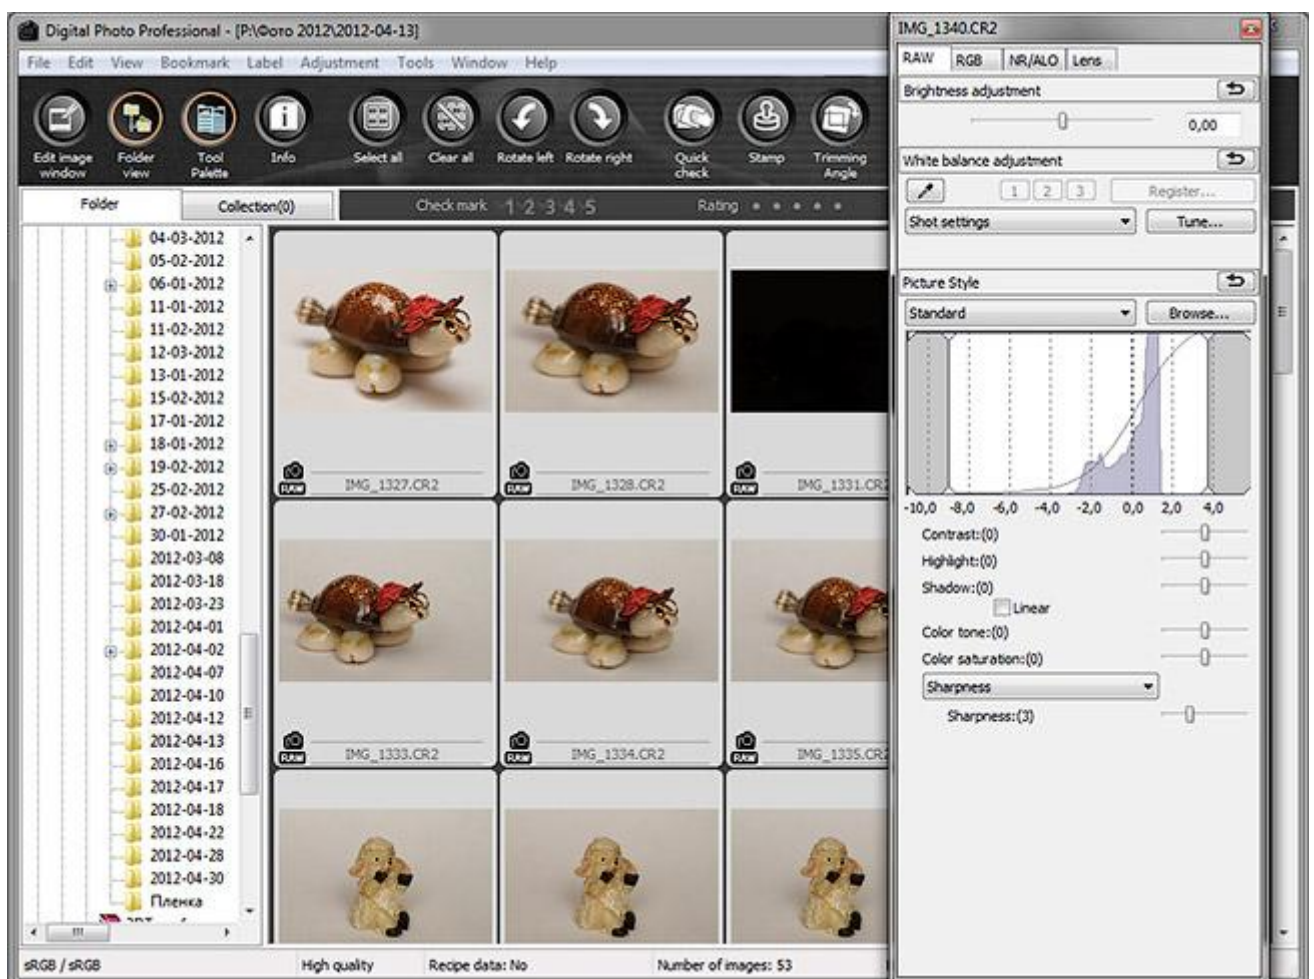 Digital Photo Professional - [P:\Фото 2012\2012-04-13]
File Edit View Bookmark Label Adjustment Tools Window Help
Edit image window
Folder view
Tool Palette
Info
Select all
Clear all
Rotate left
Rotate right
Quick check
Stamp
Trimming Angle
Folder
Collection(0)
Check mark 1 2 3 4 5
Rating
04-03-2012
05-02-2012
06-01-2012
11-01-2012
11-02-2012
12-03-2012
13-01-2012
15-02-2012
17-01-2012
18-01-2012
19-02-2012
25-02-2012
27-02-2012
30-01-2012
2012-03-08
2012-03-18
2012-03-23
2012-04-01
2012-04-02
2012-04-07
2012-04-10
2012-04-12
2012-04-13
2012-04-16
2012-04-17
2012-04-18
2012-04-22
2012-04-28
2012-04-30
Пленка
RAW IMG_1327.CR2
RAW IMG_1328.CR2
RAW IMG_1331.CR2
RAW IMG_1333.CR2
RAW IMG_1334.CR2
RAW IMG_1335.CR2
sRGB / sRGB
High quality
Recipe data: No
Number of images: 53
IMG_1340.CR2
RAW RGB NR/ALO Lens
Brightness adjustment
0,00
White balance adjustment
1 2 3 Register...
Shot settings Tune...
Picture Style
Standard Browse...
-10,0 -8,0 -6,0 -4,0 -2,0 0,0 2,0 4,0
Contrast:(0)
Highlight:(0)
Shadow:(0)
Linear
Color tone:(0)
Color saturation:(0)
Sharpness
Sharpness:(3)